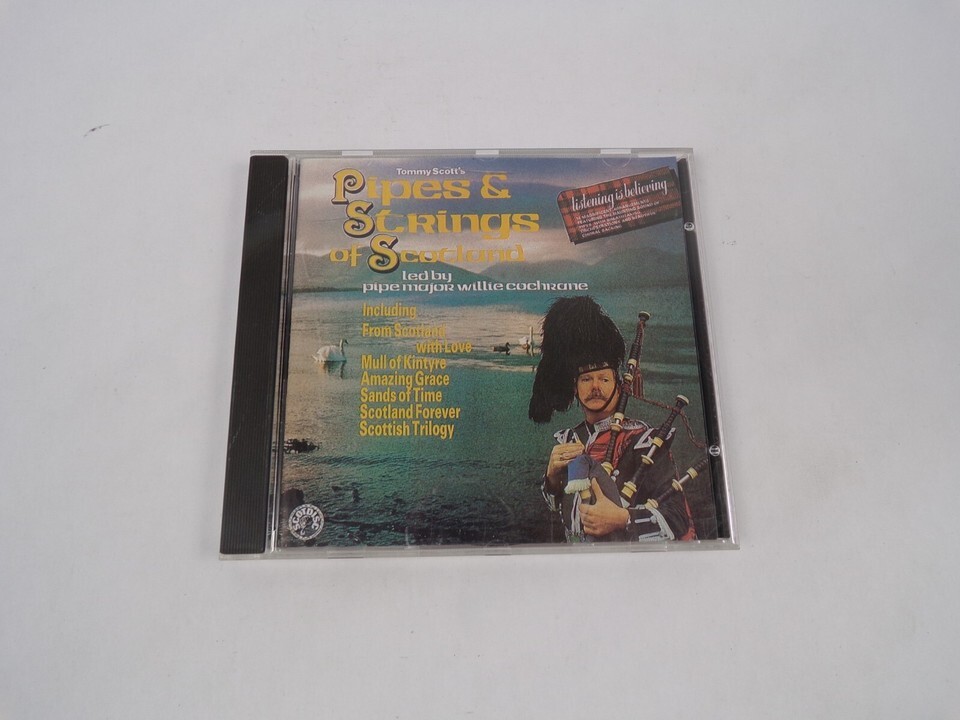 Tommy Scott's
Pipes &
Strings
of Scotland
led by
pipe major willie cochrane
listening is believing
Including
From Scotland
with Love
Mull of Kintyre
Amazing Grace
Sands of Time
Scotland Forever
Scottish Trilogy
SCOTDISC